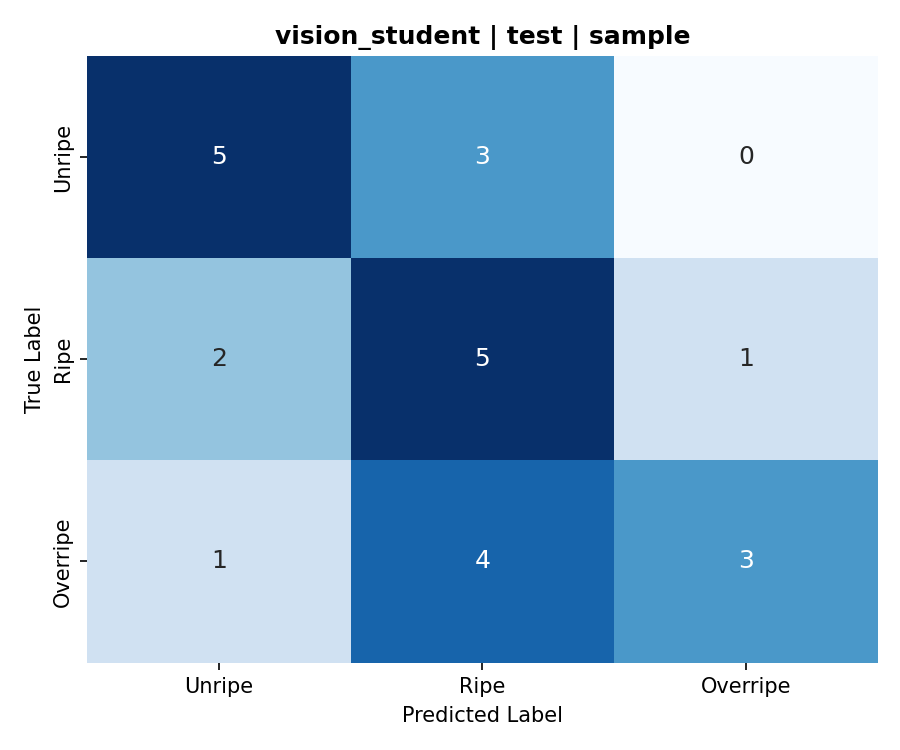 vision_student | test | sample
True Label
Unripe
5 3 0
Ripe
2 5 1
Overripe
1 4 3
Unripe Ripe Overripe
Predicted Label